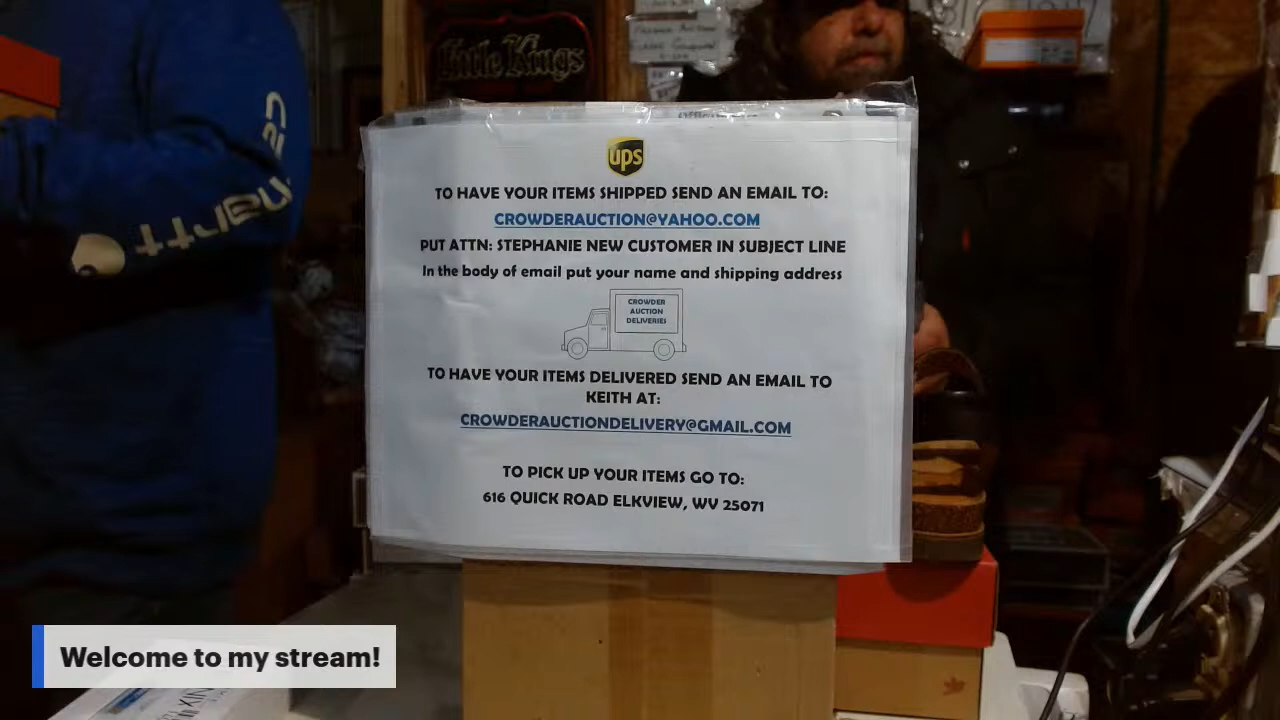 Little Kings
ups
TO HAVE YOUR ITEMS SHIPPED SEND AN EMAIL TO:
CROWDERAUCTION@YAHOO.COM
PUT ATTN: STEPHANIE NEW CUSTOMER IN SUBJECT LINE
In the body of email put your name and shipping address
CROWDER
AUCTION
DELIVERIES
TO HAVE YOUR ITEMS DELIVERED SEND AN EMAIL TO
KEITH AT:
CROWDERAUCTIONDELIVERY@GMAIL.COM
TO PICK UP YOUR ITEMS GO TO:
616 QUICK ROAD ELKVIEW, WV 25071
Welcome to my stream!